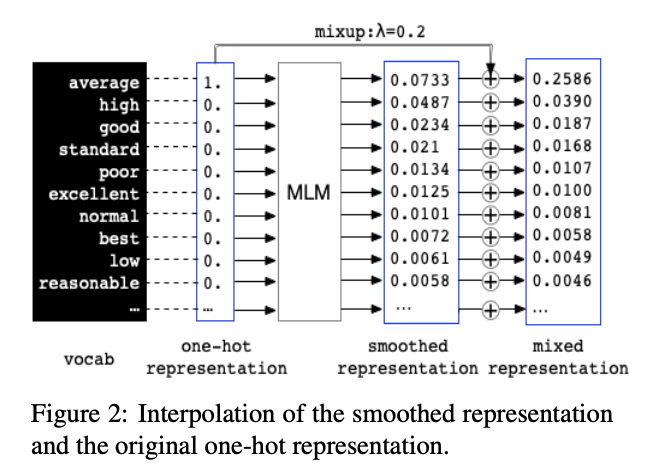 mixup:λ=0.2
average 1. 0.0733 + 0.2586
high 0. 0.0487 + 0.0390
good 0. 0.0234 + 0.0187
standard 0. 0.021 + 0.0168
poor 0. 0.0134 + 0.0107
excellent 0. MLM 0.0125 + 0.0100
normal 0. 0.0101 + 0.0081
best 0. 0.0072 + 0.0058
low 0. 0.0061 + 0.0049
reasonable 0. 0.0058 + 0.0046
... ... ... + ...
vocab one-hot representation smoothed representation mixed representation
Figure 2: Interpolation of the smoothed representation
and the original one-hot representation.